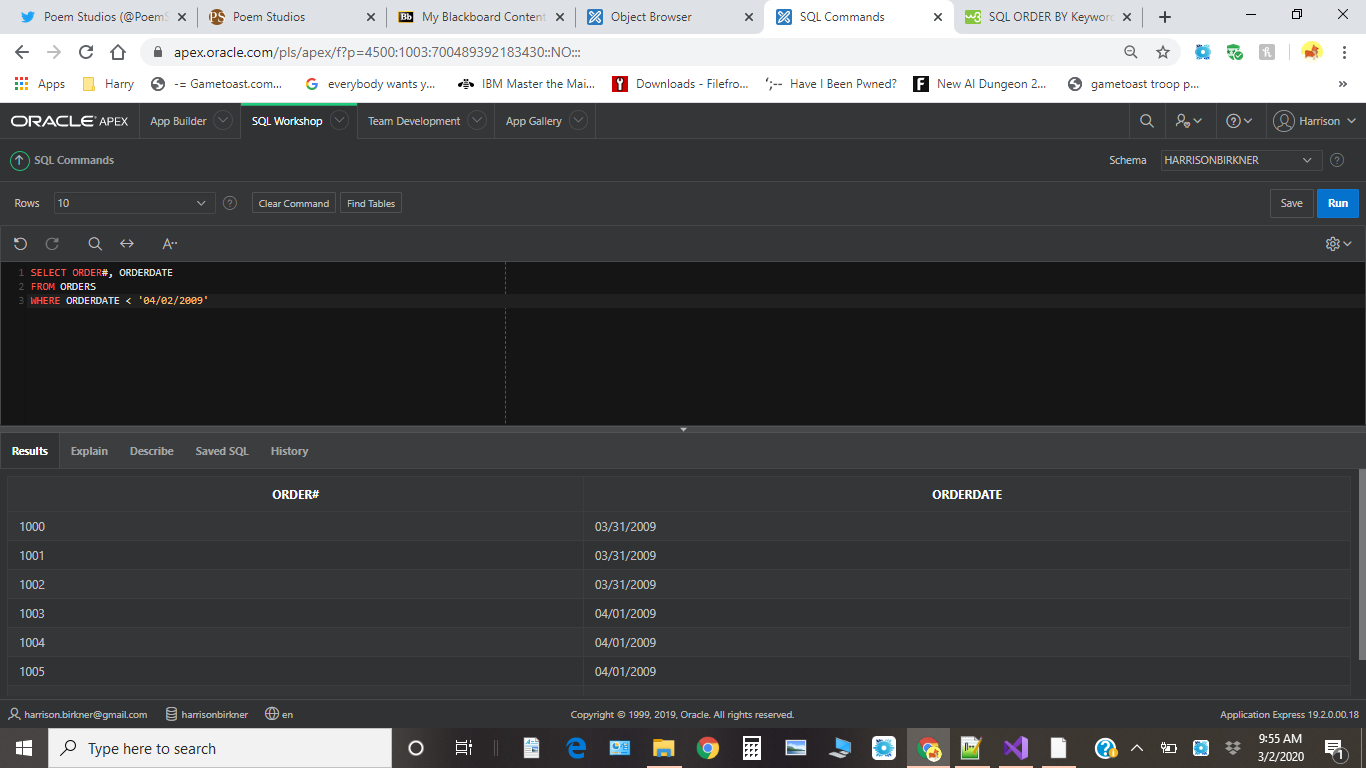 Poem Studios (@PoemS
Poem Studios
My Blackboard Content
Object Browser
SQL Commands
SQL ORDER BY Keyword
apex.oracle.com/pls/apex/f?p=4500:1003:700489392183430::NO:::
Apps
Harry
-= Gametoast.com...
everybody wants y...
IBM Master the Mai...
Downloads - Filefro...
Have I Been Pwned?
New AI Dungeon 2...
gametoast troop p...
»
ORACLE APEX
App Builder
SQL Workshop
Team Development
App Gallery
Harrison
SQL Commands
Schema
HARRISONBIRKNER
Rows
10
Clear Command
Find Tables
Save
Run
1 SELECT ORDER#, ORDERDATE
2 FROM ORDERS
3 WHERE ORDERDATE < '04/02/2009'
Results
Explain
Describe
Saved SQL
History
ORDER# ORDERDATE
1000 03/31/2009
1001 03/31/2009
1002 03/31/2009
1003 04/01/2009
1004 04/01/2009
1005 04/01/2009
harrison.birkner@gmail.com
harrisonbirkner
en
Copyright © 1999, 2019, Oracle. All rights reserved.
Application Express 19.2.0.00.18
Type here to search
9:55 AM
3/2/2020